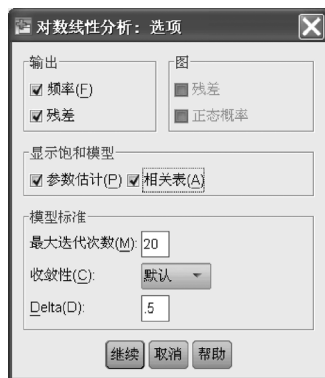 对数线性分析：选项
输出
频率(F)
残差
图
残差
正态概率
显示饱和模型
参数估计(P) 相关表(A)
模型标准
最大迭代次数(M): 20
收敛性(C): 默认
Delta(D): .5
继续 取消 帮助